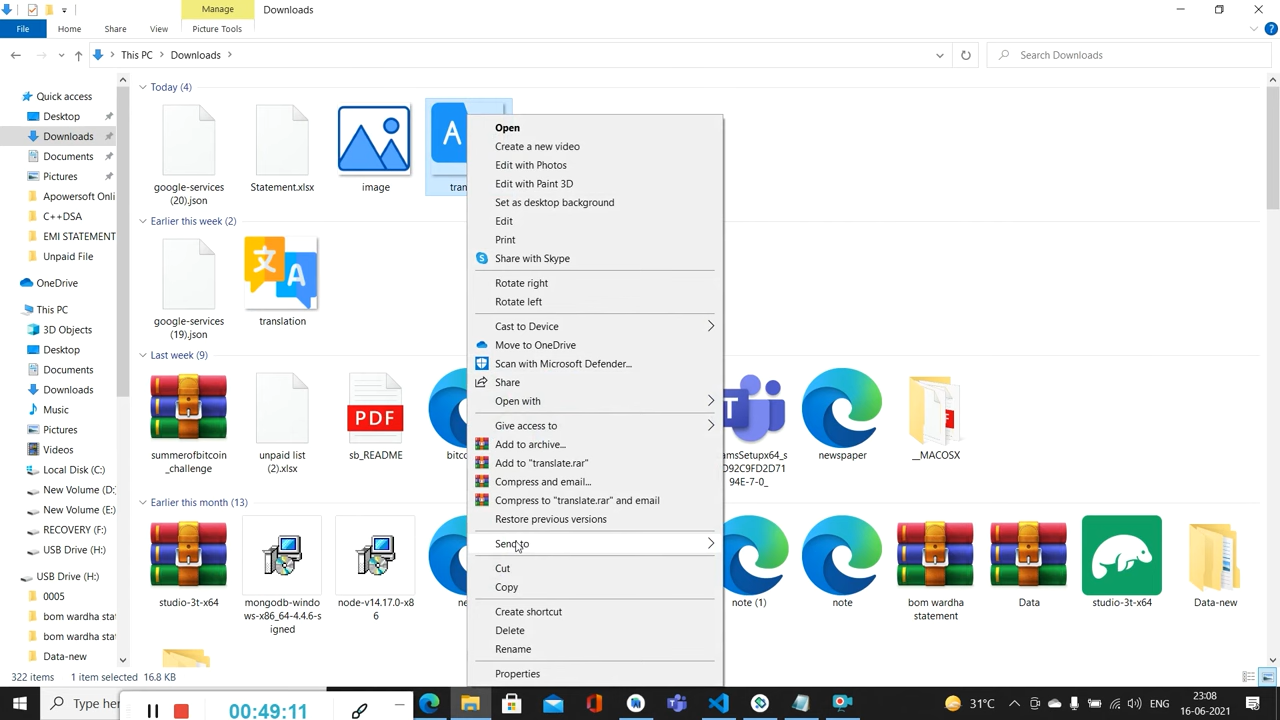 Manage
Downloads
File
Home
Share
View
Picture Tools
This PC
Downloads
Search Downloads
Quick access
Desktop
Downloads
Documents
Pictures
Apowersoft Onli
C++DSA
EMI STATEMENT
Unpaid File
OneDrive
This PC
3D Objects
Desktop
Documents
Downloads
Music
Pictures
Videos
Local Disk (C:)
New Volume (D:)
New Volume (E:)
RECOVERY (F:)
USB Drive (H:)
USB Drive (H:)
0005
bom wardha sta
bom wardha sta
Data-new
Today (4)
google-services
(20).json
Statement.xlsx
image
Earlier this week (2)
google-services
(19).json
translation
Last week (9)
summerofbitcoin
_challenge
unpaid list
(2).xlsx
PDF
sb_README
newspaper
__MACOSX
Earlier this month (13)
studio-3t-x64
mongodb-windo
ws-x86_64-4.4.6-s
igned
node-v14.17.0-x8
6
note (1)
note
bom wardha
statement
Data
studio-3t-x64
Data-new
Open
Create a new video
Edit with Photos
Edit with Paint 3D
Set as desktop background
Edit
Print
Share with Skype
Rotate right
Rotate left
Cast to Device
Move to OneDrive
Scan with Microsoft Defender...
Share
Open with
Give access to
Add to archive...
Add to "translate.rar"
Compress and email...
Compress to "translate.rar" and email
Restore previous versions
Send to
Cut
Copy
Create shortcut
Delete
Rename
Properties
322 items
1 item selected 16.8 KB
Type her
00:49:11
31°C
ENG
23:08
16-06-2021